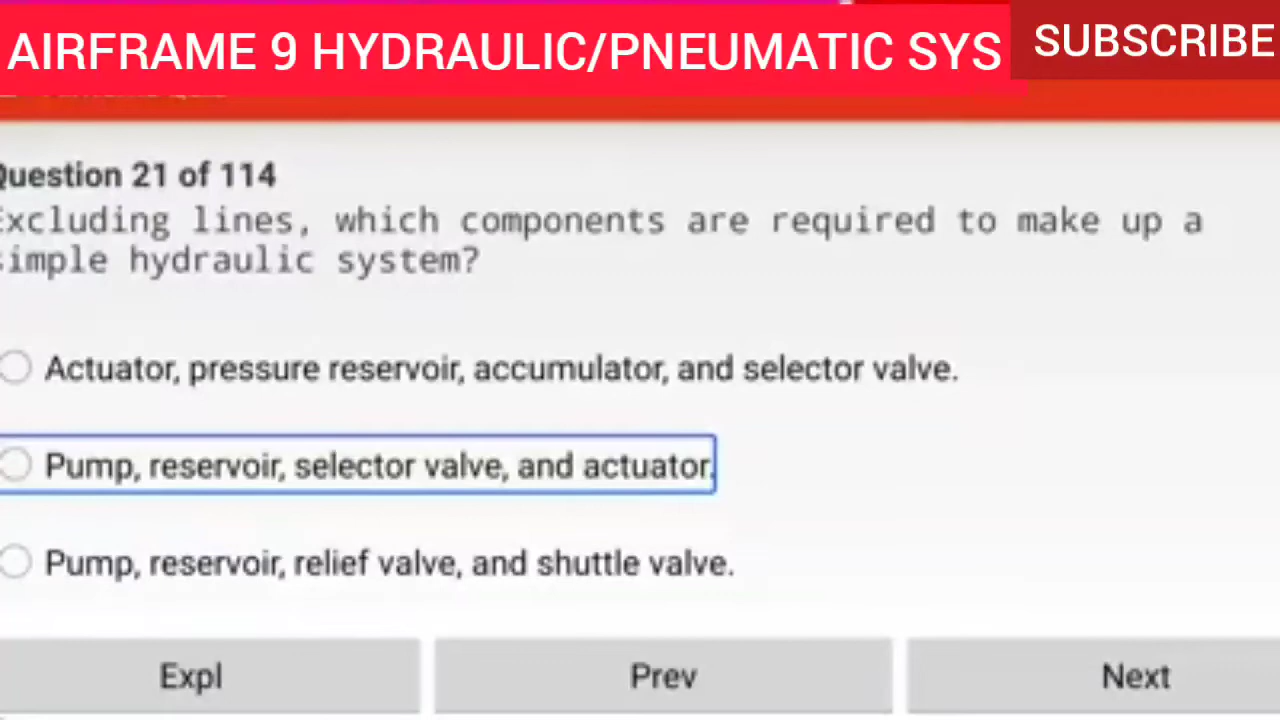 AIRFRAME 9 HYDRAULIC/PNEUMATIC SYS
SUBSCRIBE
Question 21 of 114
Excluding lines, which components are required to make up a
simple hydraulic system?
Actuator, pressure reservoir, accumulator, and selector valve.
Pump, reservoir, selector valve, and actuator.
Pump, reservoir, relief valve, and shuttle valve.
Expl
Prev
Next